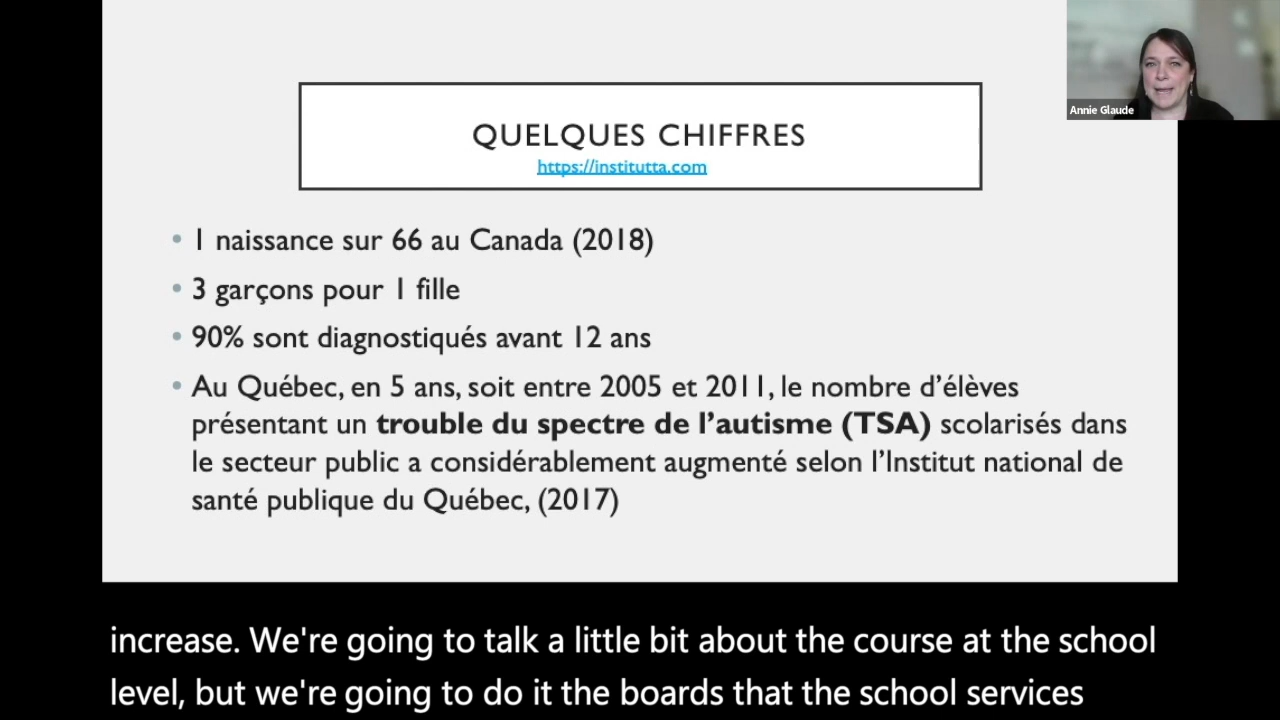 Annie Glaude
QUELQUES CHIFFRES
https://institutta.com
• 1 naissance sur 66 au Canada (2018)
• 3 garçons pour 1 fille
• 90% sont diagnostiqués avant 12 ans
• Au Québec, en 5 ans, soit entre 2005 et 2011, le nombre d’élèves
présentant un trouble du spectre de l’autisme (TSA) scolarisés dans
le secteur public a considérablement augmenté selon l’Institut national de
santé publique du Québec, (2017)
increase. We're going to talk a little bit about the course at the school
level, but we're going to do it the boards that the school services